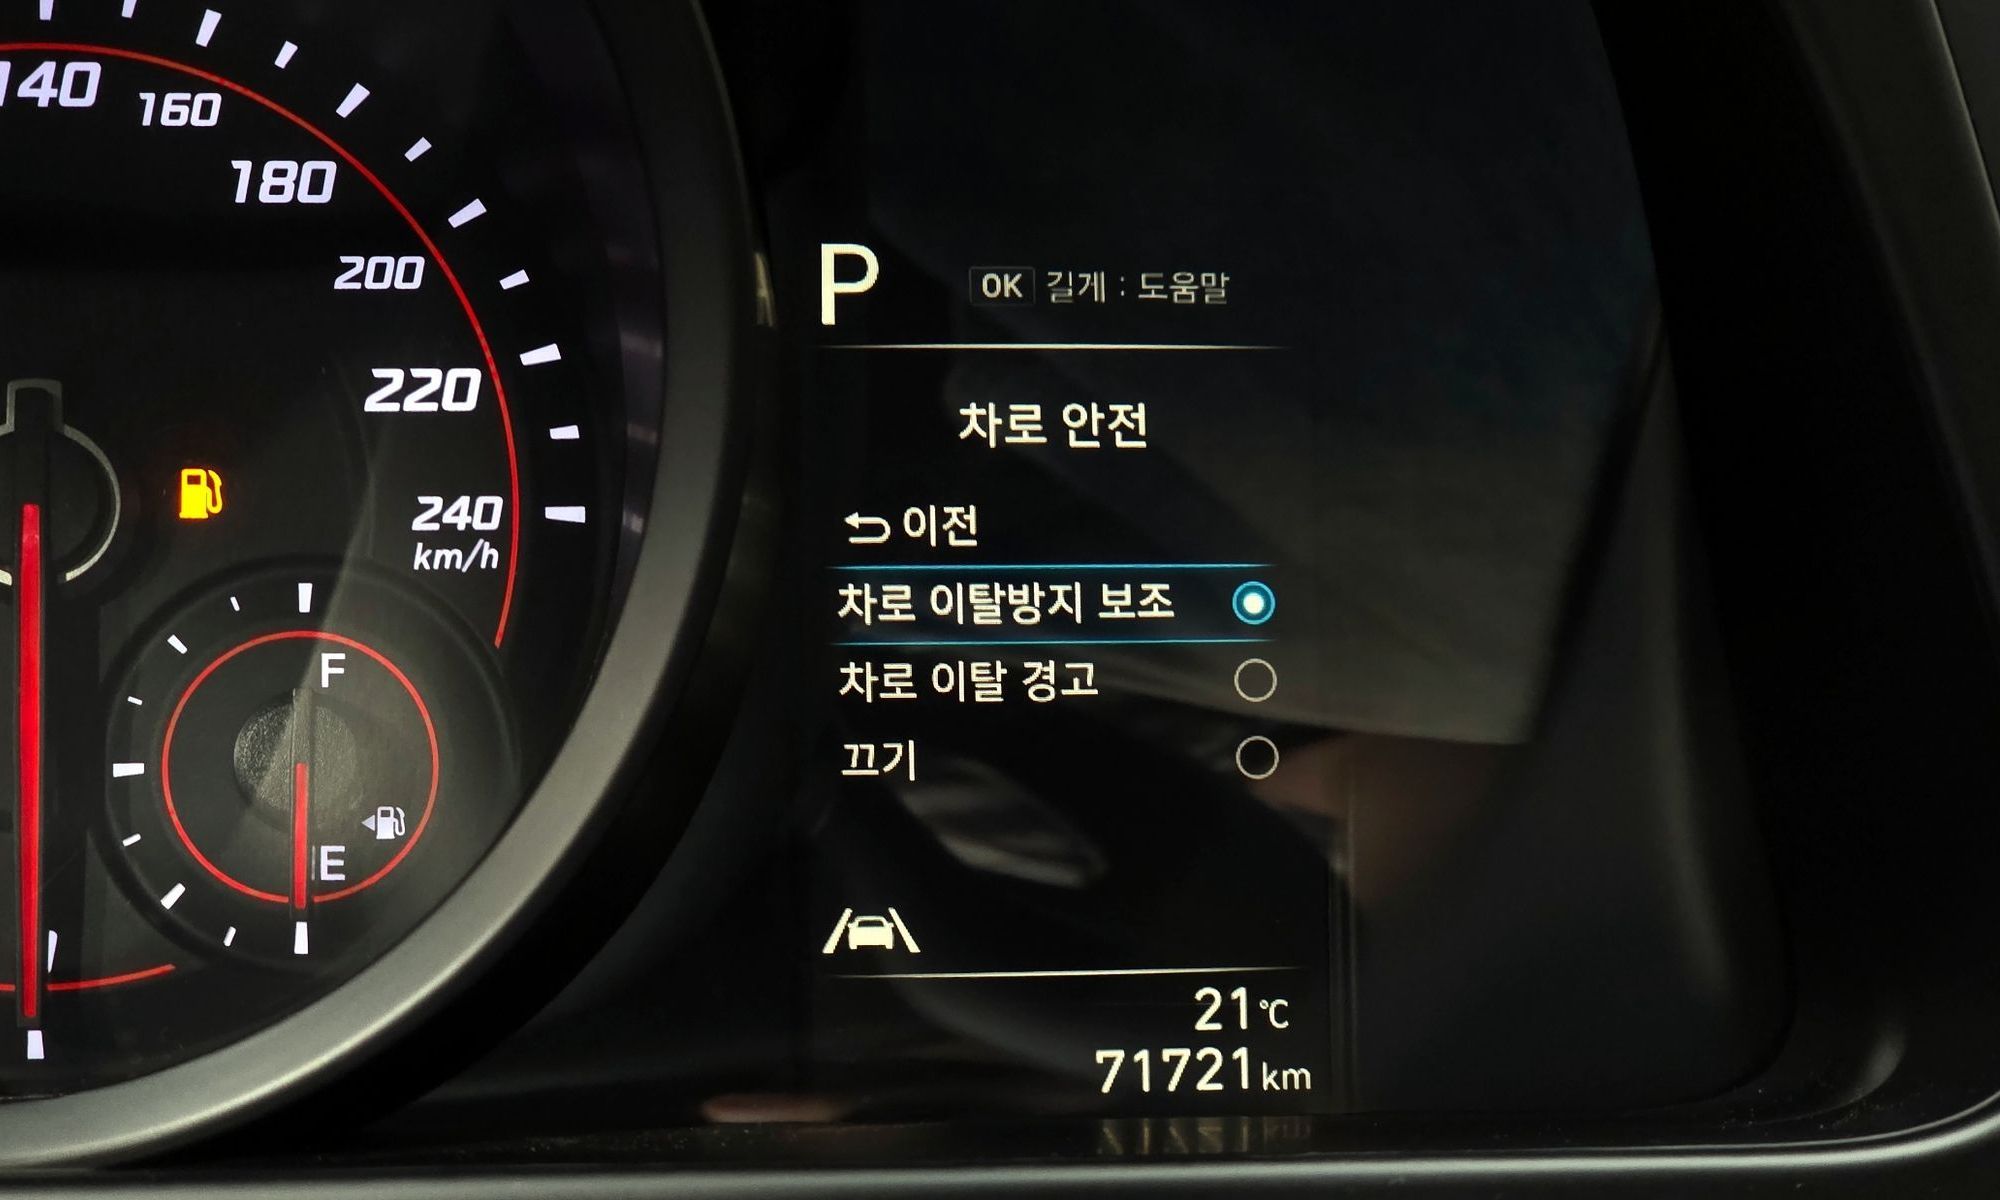 140
160
180
200
220
240
km/h
F
E
P
OK 길게 : 도움말
차로 안전
이전
차로 이탈방지 보조
차로 이탈 경고
끄기
21℃
71721km